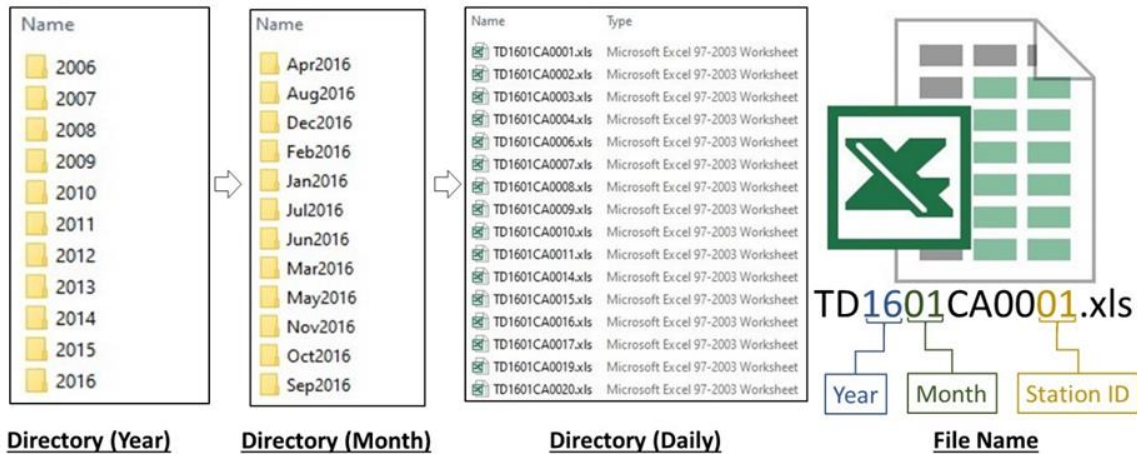 Name
2006
2007
2008
2009
2010
2011
2012
2013
2014
2015
2016
Directory (Year)
Name
Apr2016
Aug2016
Dec2016
Feb2016
Jan2016
Jul2016
Jun2016
Mar2016
May2016
Nov2016
Oct2016
Sep2016
Directory (Month)
Name Type
TD1601CA0001.xls Microsoft Excel 97-2003 Worksheet
TD1601CA0002.xls Microsoft Excel 97-2003 Worksheet
TD1601CA0003.xls Microsoft Excel 97-2003 Worksheet
TD1601CA0004.xls Microsoft Excel 97-2003 Worksheet
TD1601CA0006.xls Microsoft Excel 97-2003 Worksheet
TD1601CA0007.xls Microsoft Excel 97-2003 Worksheet
TD1601CA0008.xls Microsoft Excel 97-2003 Worksheet
TD1601CA0009.xls Microsoft Excel 97-2003 Worksheet
TD1601CA0010.xls Microsoft Excel 97-2003 Worksheet
TD1601CA0011.xls Microsoft Excel 97-2003 Worksheet
TD1601CA0014.xls Microsoft Excel 97-2003 Worksheet
TD1601CA0015.xls Microsoft Excel 97-2003 Worksheet
TD1601CA0016.xls Microsoft Excel 97-2003 Worksheet
TD1601CA0017.xls Microsoft Excel 97-2003 Worksheet
TD1601CA0019.xls Microsoft Excel 97-2003 Worksheet
TD1601CA0020.xls Microsoft Excel 97-2003 Worksheet
Directory (Daily)
X
TD1601CA0001.xls
Year Month Station ID
File Name